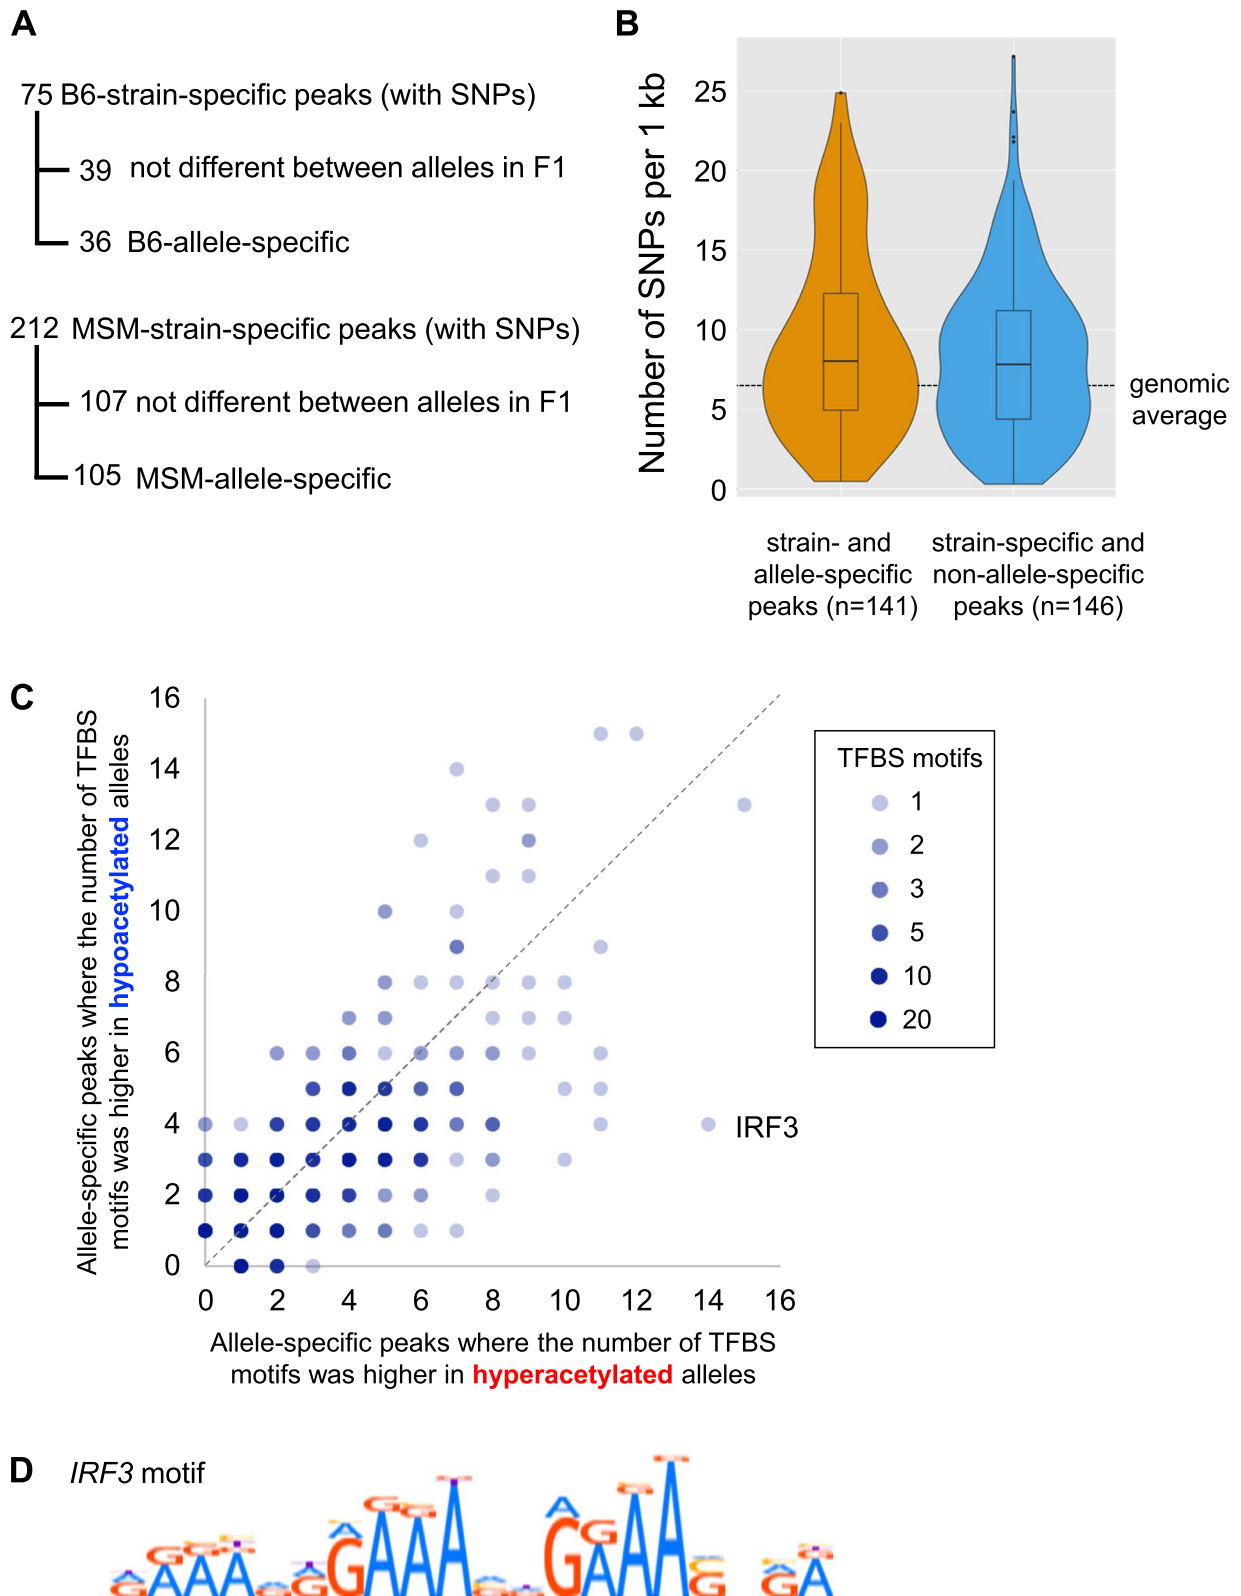 A
75 B6-strain-specific peaks (with SNPs)
39 not different between alleles in F1
36 B6-allele-specific
212 MSM-strain-specific peaks (with SNPs)
107 not different between alleles in F1
105 MSM-allele-specific
B
Number of SNPs per 1 kb
25
20
15
10
5
0
genomic
average
strain- and
allele-specific
peaks (n=141)
strain-specific and
non-allele-specific
peaks (n=146)
C
Allele-specific peaks where the number of TFBS
motifs was higher in hypoacetylated alleles
16
14
12
10
8
6
4
2
0
0 2 4 6 8 10 12 14 16
IRF3
Allele-specific peaks where the number of TFBS
motifs was higher in hyperacetylated alleles
TFBS motifs
1
2
3
5
10
20
D
IRF3 motif